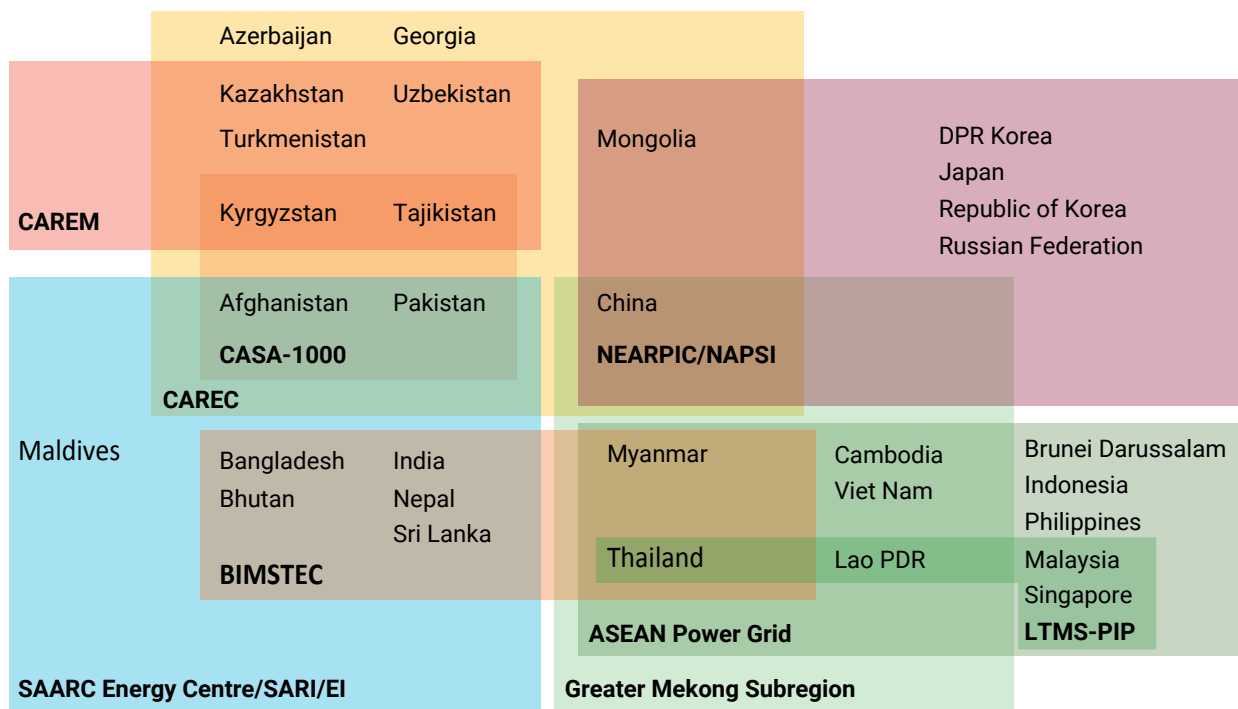 Azerbaijan Georgia
Kazakhstan Uzbekistan
Turkmenistan
Kyrgyzstan Tajikistan
CAREM
Mongolia
DPR Korea
Japan
Republic of Korea
Russian Federation
Afghanistan Pakistan
CASA-1000
CAREC
China
NEARPIC/NAPSI
Maldives
Bangladesh India
Bhutan Nepal
Sri Lanka
BIMSTEC
Myanmar
Thailand
Cambodia
Viet Nam
Lao PDR
Brunei Darussalam
Indonesia
Philippines
Malaysia
Singapore
LTMS-PIP
ASEAN Power Grid
SAARC Energy Centre/SARI/EI
Greater Mekong Subregion